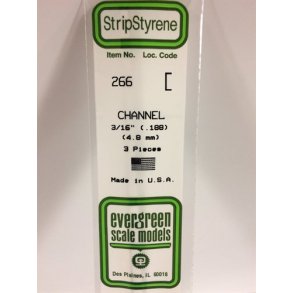 StripStyrene
Item No. Loc. Code
266 [
CHANNEL
3/16" (.188)
(4.8 mm)
3 Pieces
Made in U.S.A.
evergreen
scale models
Des Plaines, IL 60018